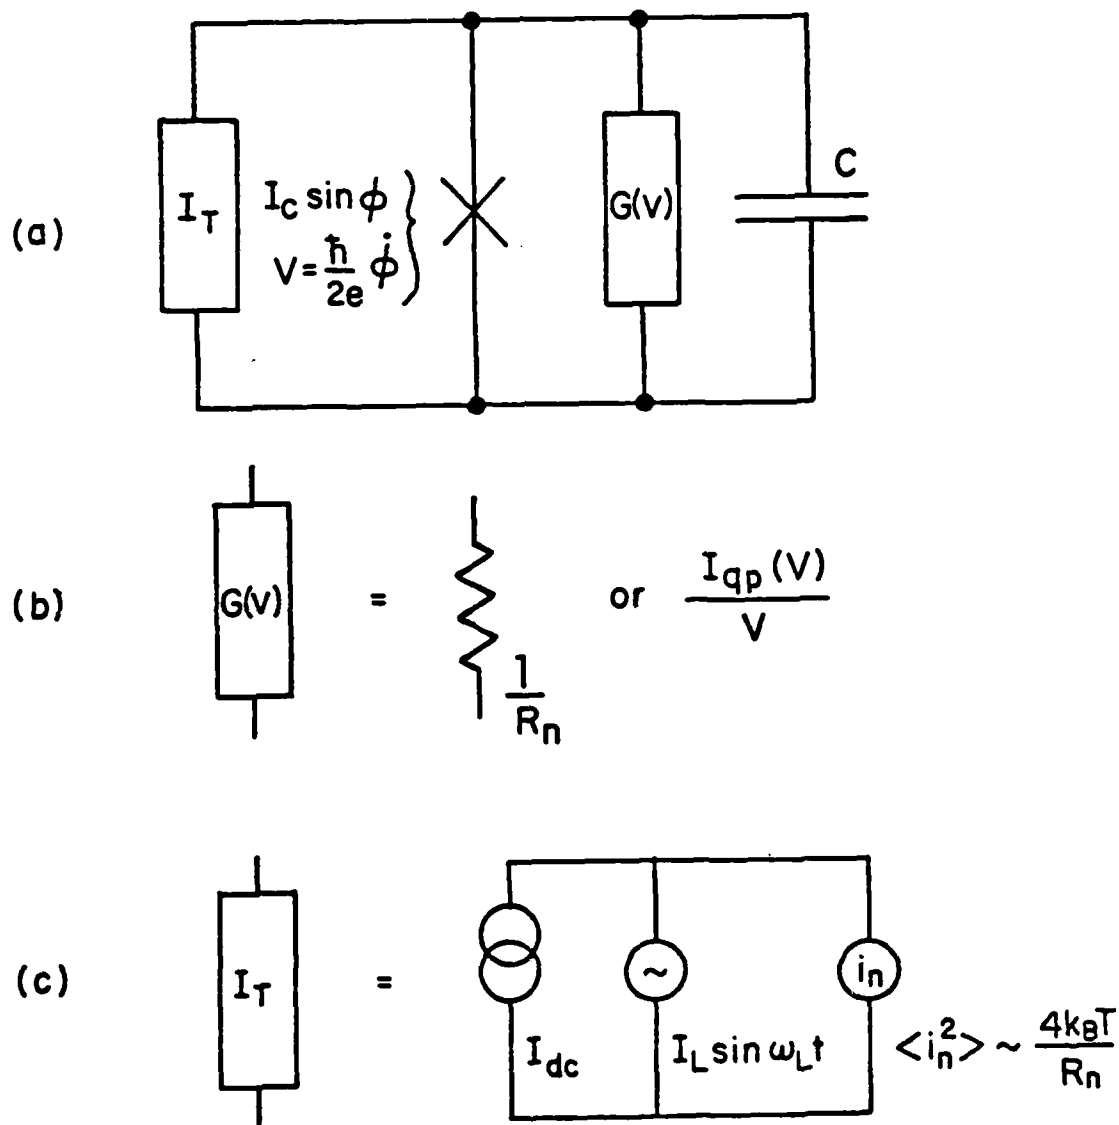 (a)
I_T
I_c sin ϕ
V = ħ/2e ϕ̇
G(V)
C
(b)
G(V)
=
1/R_n
or
I_qp(V)/V
(c)
I_T
=
I_dc
~
I_L sin ω_L t
i_n
<i_n^2> ~ 4k_BT/R_n